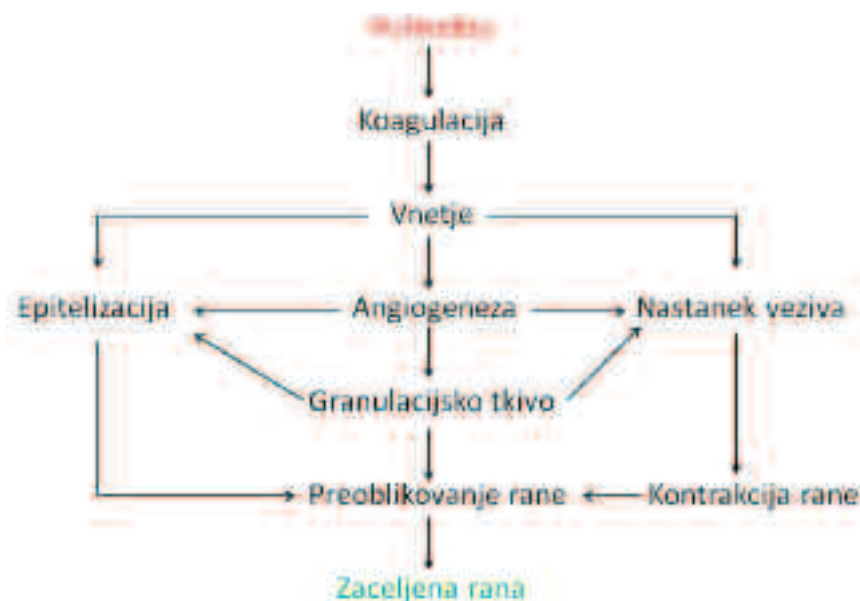 Koagulacija
Vnetje
Epitelizacija Angiogeneza Nastanek veziva
Granulacijsko tkivo
Preoblikovanje rane Kontrakcija rane
Zaceljena rana